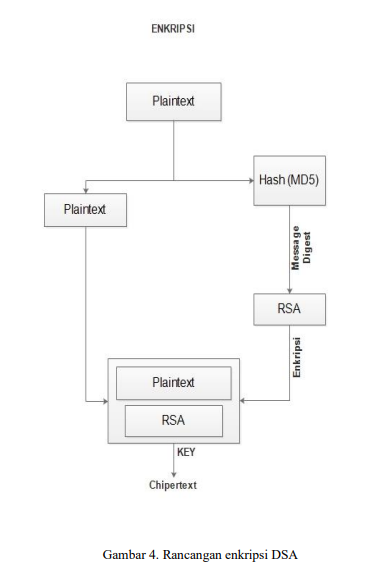 ENKRIPSI
Plaintext
Hash (MD5)
Plaintext
Message
Digest
RSA
Enkripsi
Plaintext
RSA
KEY
Chipertext
Gambar 4. Rancangan enkripsi DSA